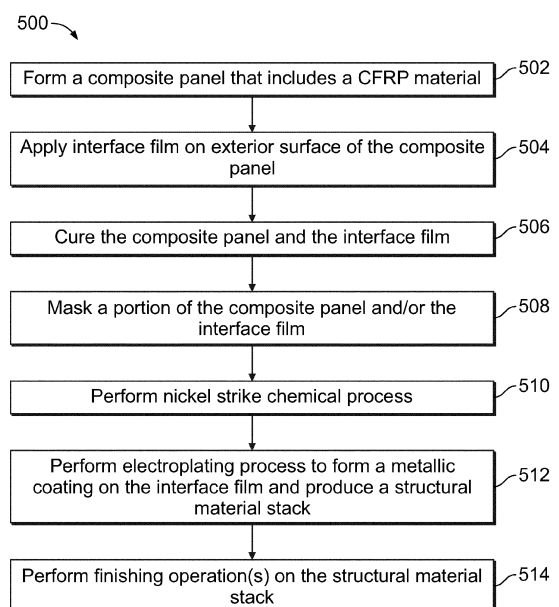 500
Form a composite panel that includes a CFRP material
502
Apply interface film on exterior surface of the composite
panel
504
Cure the composite panel and the interface film
506
Mask a portion of the composite panel and/or the
interface film
508
Perform nickel strike chemical process
510
Perform electroplating process to form a metallic
coating on the interface film and produce a structural
material stack
512
Perform finishing operation(s) on the structural material
stack
514